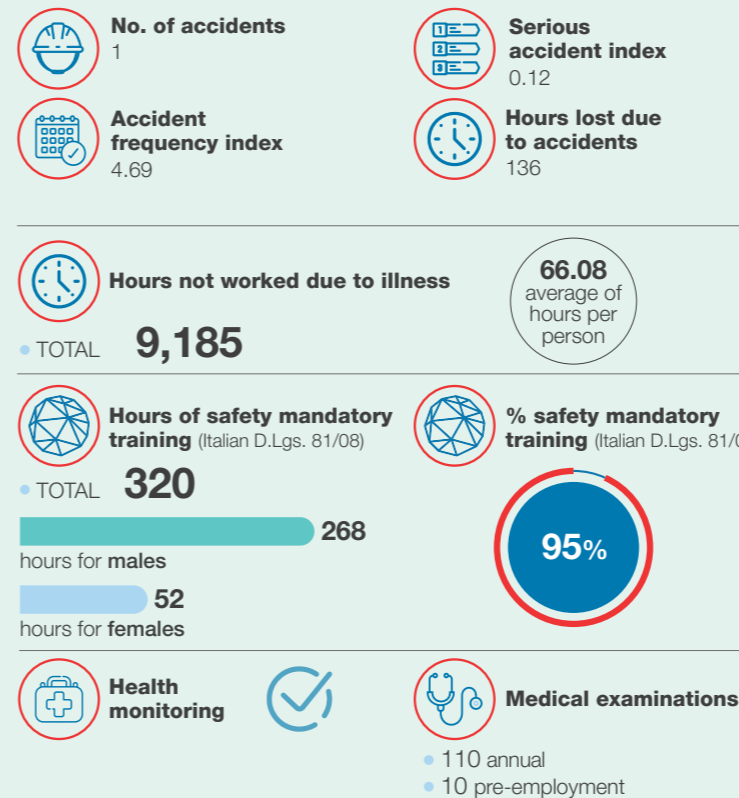 No. of accidents
1
Serious
accident index
0.12
Accident
frequency index
4.69
Hours lost due
to accidents
136
Hours not worked due to illness
• TOTAL 9,185
66.08
average of
hours per
person
Hours of safety mandatory
training (Italian D.Lgs. 81/08)
• TOTAL 320
268
hours for males
52
hours for females
% safety mandatory
training (Italian D.Lgs.
95%
Health
monitoring
Medical examinations
• 110 annual
• 10 pre-employment